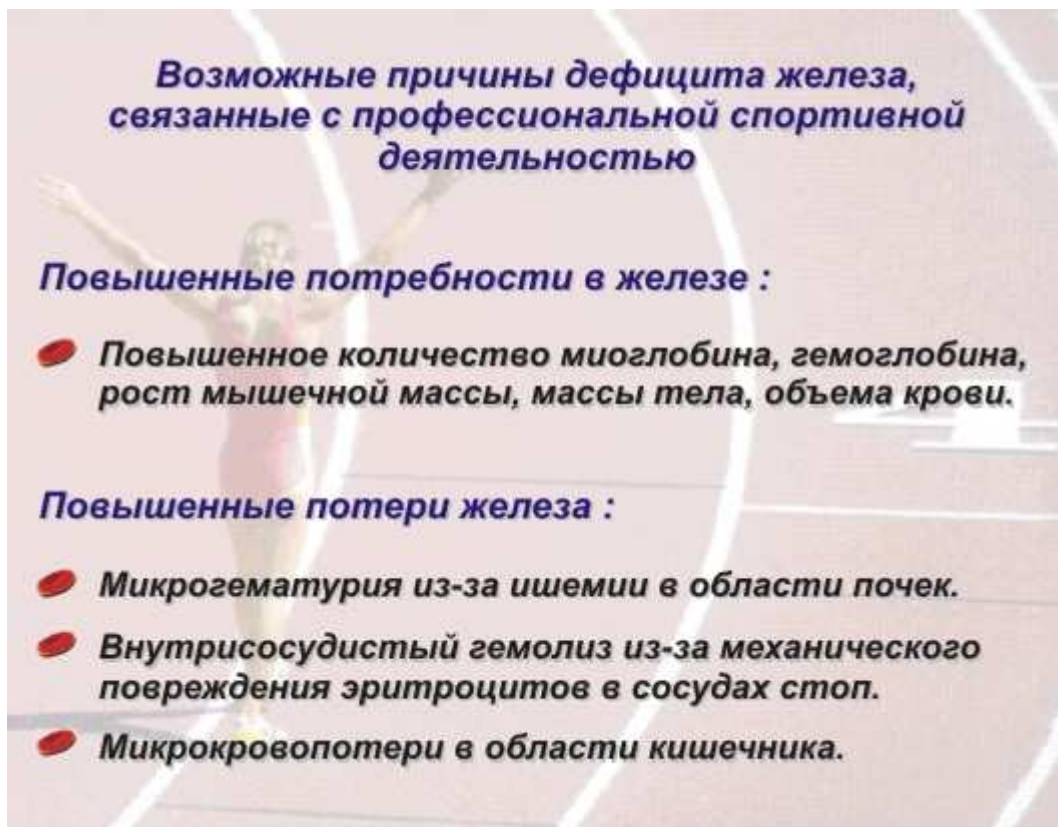 Возможные причины дефицита железа,
связанные с профессиональной спортивной
деятельностью
Повышенные потребности в железе :
Повышенное количество миоглобина, гемоглобина,
рост мышечной массы, массы тела, объема крови.
Повышенные потери железа :
Микрогематурия из-за ишемии в области почек.
Внутрисосудистый гемолиз из-за механического
повреждения эритроцитов в сосудах стоп.
Микрокровопотери в области кишечника.